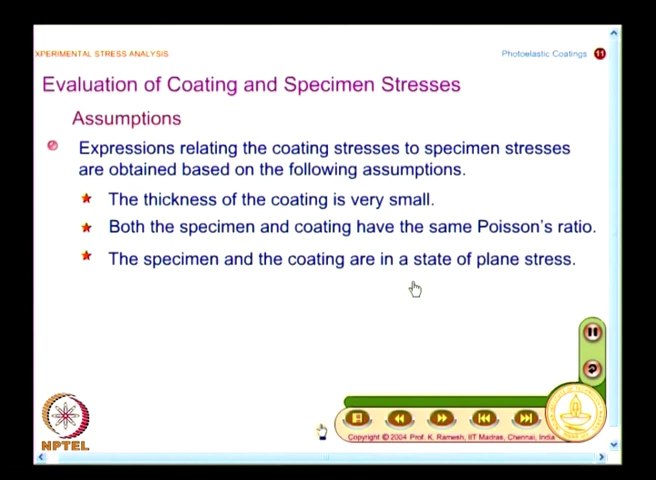 XPERIMENTAL STRESS ANALYSIS
Photoelastic Coatings 11
Evaluation of Coating and Specimen Stresses
Assumptions
Expressions relating the coating stresses to specimen stresses
are obtained based on the following assumptions.
The thickness of the coating is very small.
Both the specimen and coating have the same Poisson's ratio.
The specimen and the coating are in a state of plane stress.
NPTEL
Copyright © 2004 Prof. K. Ramesh, IIT Madras, Chennai, India